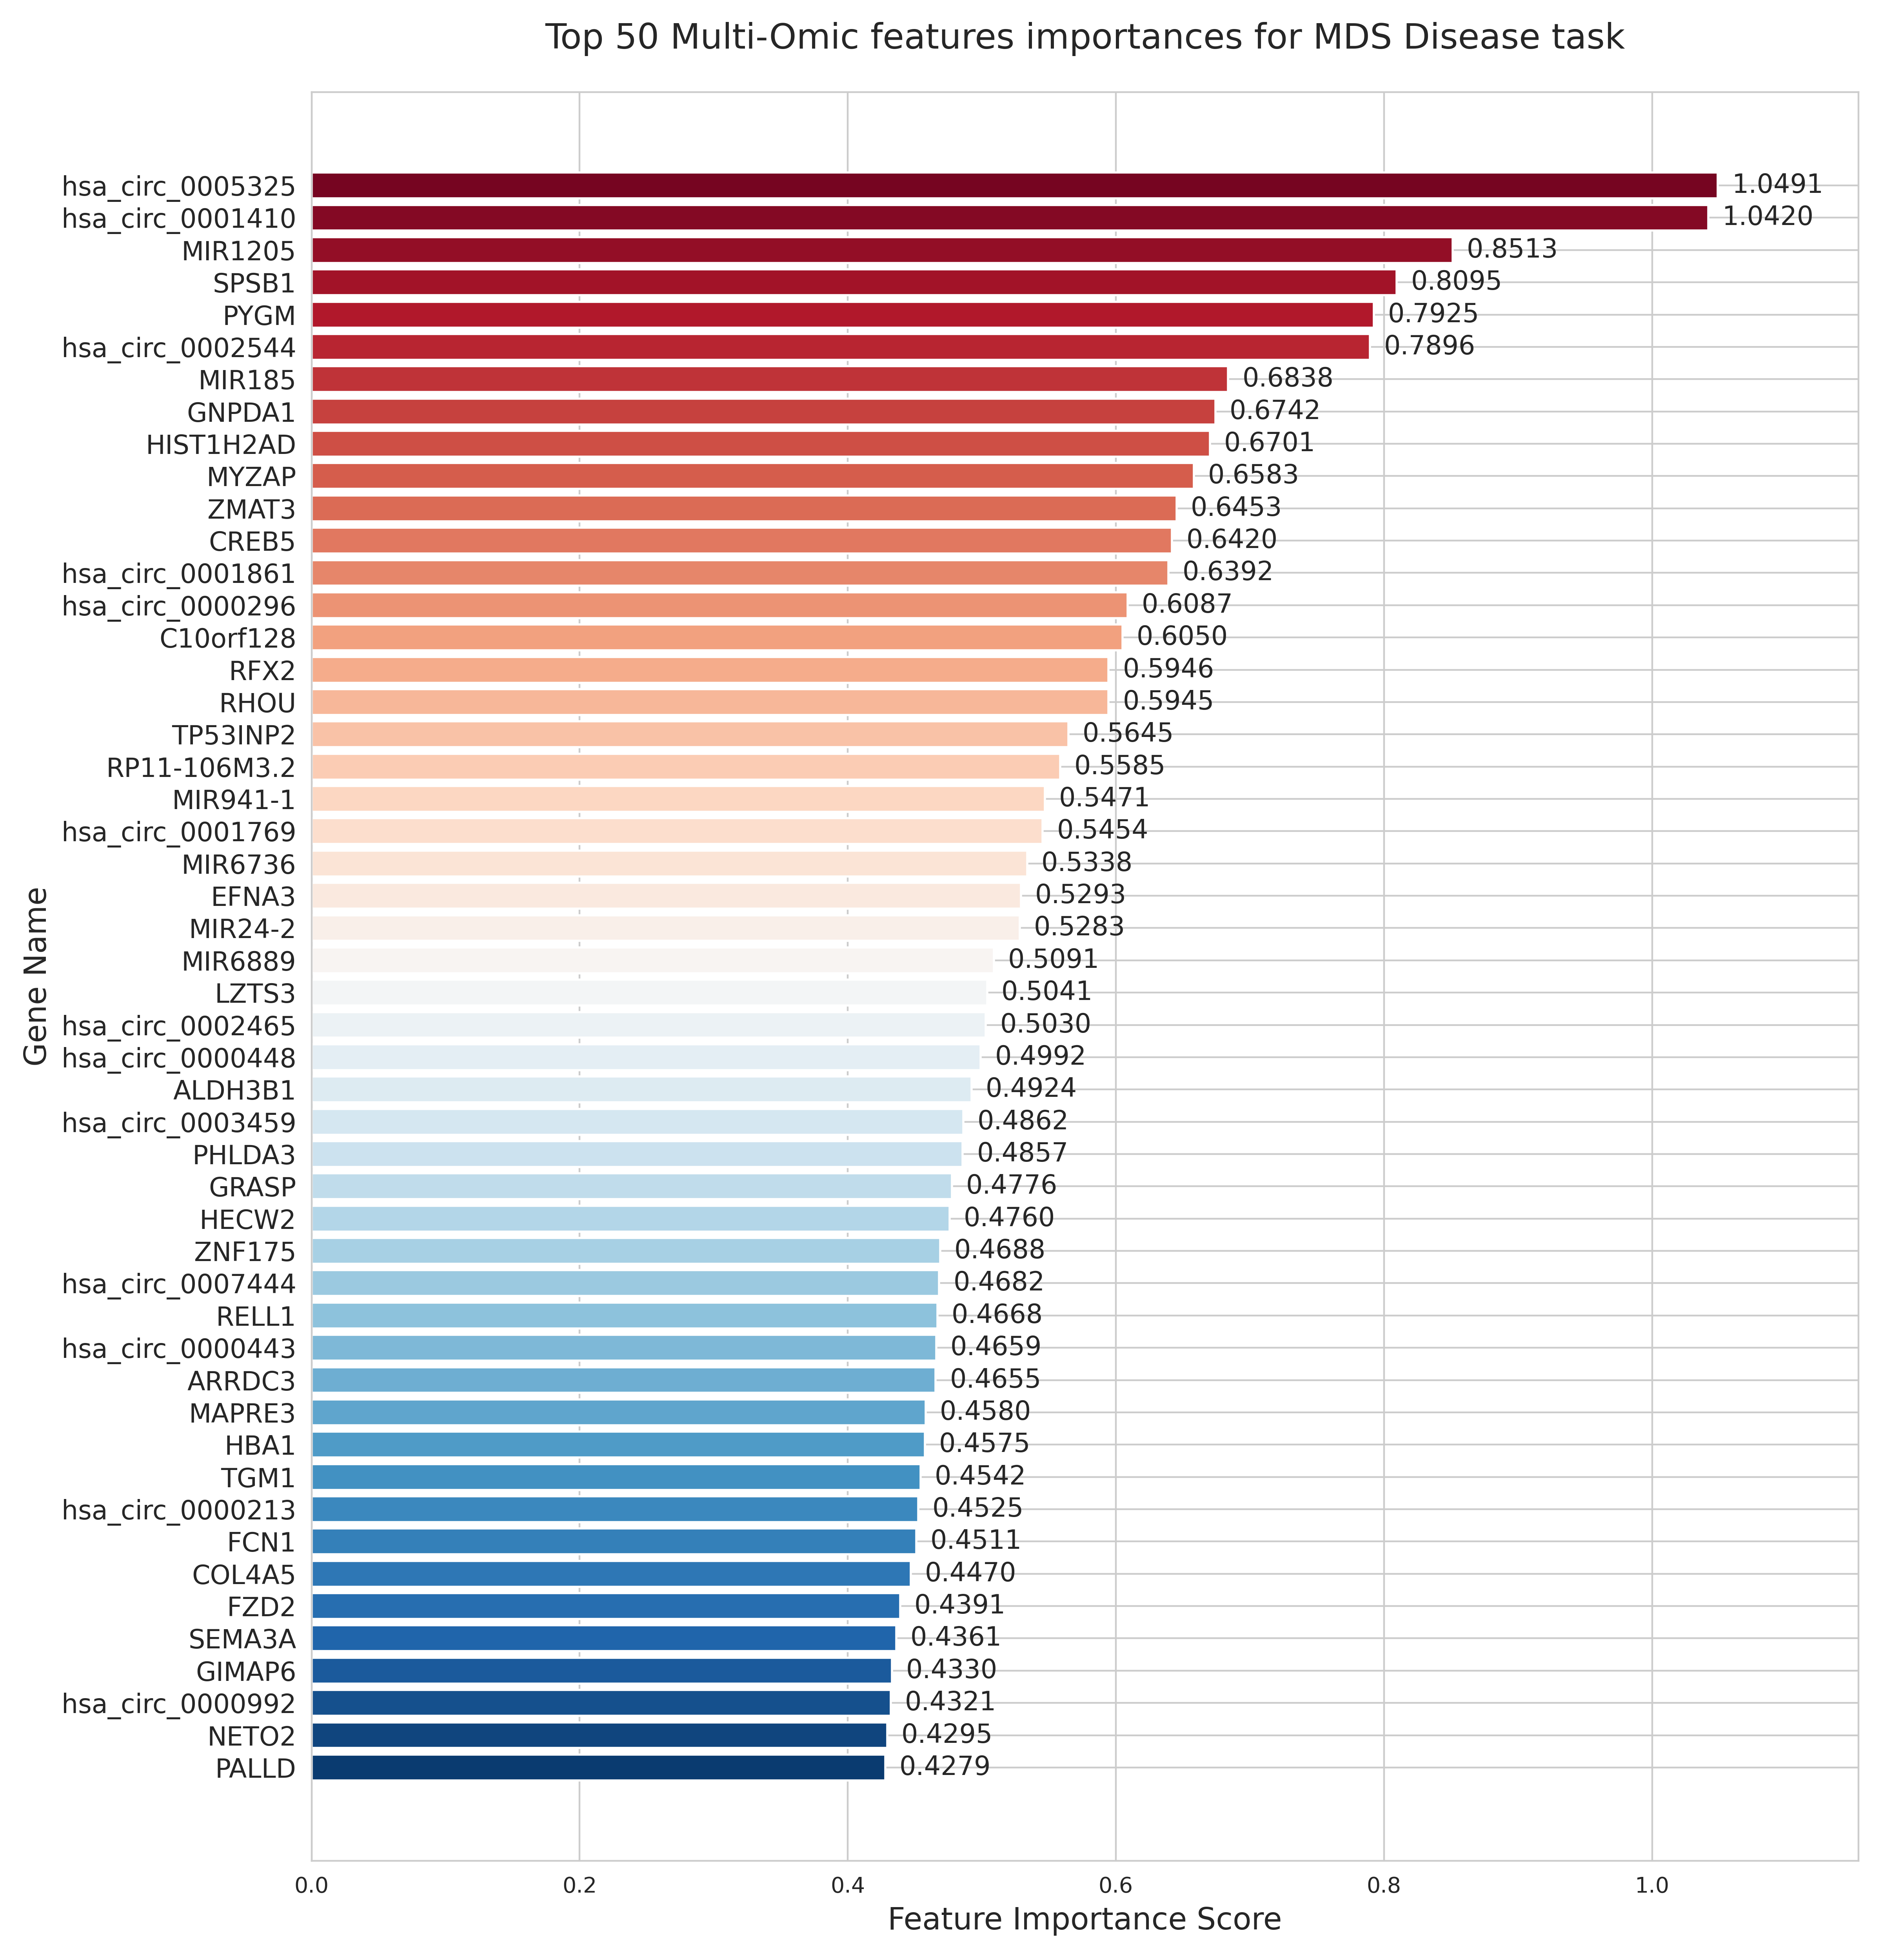 Top 50 Multi-Omic features importances for MDS Disease task
Gene Name
hsa_circ_0005325 1.0491
hsa_circ_0001410 1.0420
MIR1205 0.8513
SPSB1 0.8095
PYGM 0.7925
hsa_circ_0002544 0.7896
MIR185 0.6838
GNPDA1 0.6742
HIST1H2AD 0.6701
MYZAP 0.6583
ZMAT3 0.6453
CREB5 0.6420
hsa_circ_0001861 0.6392
hsa_circ_0000296 0.6087
C10orf128 0.6050
RFX2 0.5946
RHOU 0.5945
TP53INP2 0.5645
RP11-106M3.2 0.5585
MIR941-1 0.5471
hsa_circ_0001769 0.5454
MIR6736 0.5338
EFNA3 0.5293
MIR24-2 0.5283
MIR6889 0.5091
LZTS3 0.5041
hsa_circ_0002465 0.5030
hsa_circ_0000448 0.4992
ALDH3B1 0.4924
hsa_circ_0003459 0.4862
PHLDA3 0.4857
GRASP 0.4776
HECW2 0.4760
ZNF175 0.4688
hsa_circ_0007444 0.4682
RELL1 0.4668
hsa_circ_0000443 0.4659
ARRDC3 0.4655
MAPRE3 0.4580
HBA1 0.4575
TGM1 0.4542
hsa_circ_0000213 0.4525
FCN1 0.4511
COL4A5 0.4470
FZD2 0.4391
SEMA3A 0.4361
GIMAP6 0.4330
hsa_circ_0000992 0.4321
NETO2 0.4295
PALLD 0.4279
0.0 0.2 0.4 0.6 0.8 1.0
Feature Importance Score